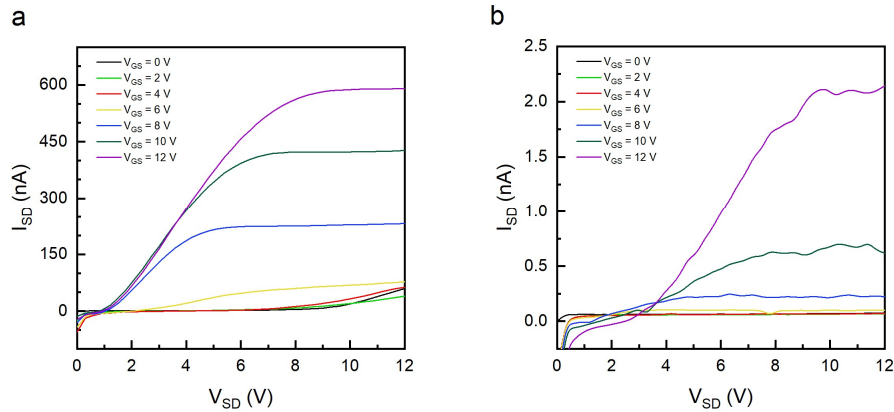 a
V_GS = 0 V
V_GS = 2 V
V_GS = 4 V
V_GS = 6 V
V_GS = 8 V
V_GS = 10 V
V_GS = 12 V
600
450
300
150
0
I_SD (nA)
0 2 4 6 8 10 12
V_SD (V)
b
V_GS = 0 V
V_GS = 2 V
V_GS = 4 V
V_GS = 6 V
V_GS = 8 V
V_GS = 10 V
V_GS = 12 V
2.5
2.0
1.5
1.0
0.5
0.0
I_SD (nA)
0 2 4 6 8 10 12
V_SD (V)